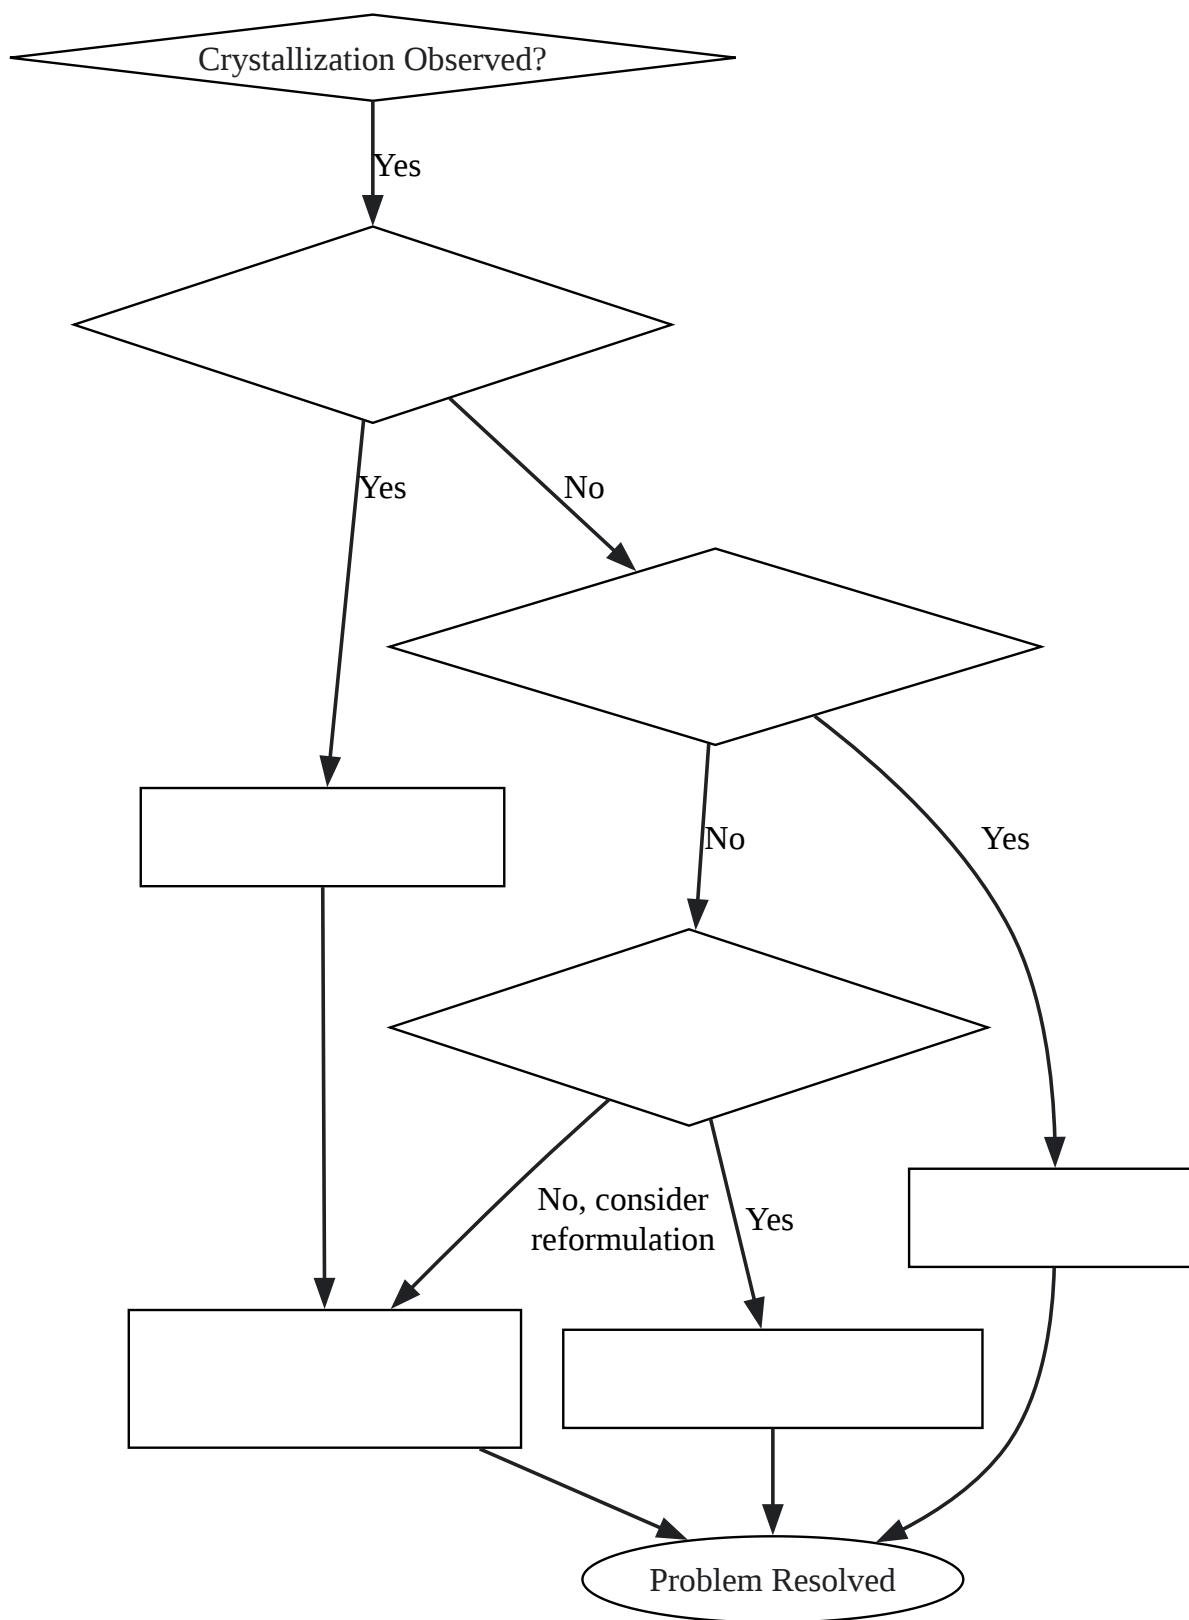 Crystallization Observed?
Yes
Yes
No
No
Yes
No, consider
reformulation
Yes
Problem Resolved